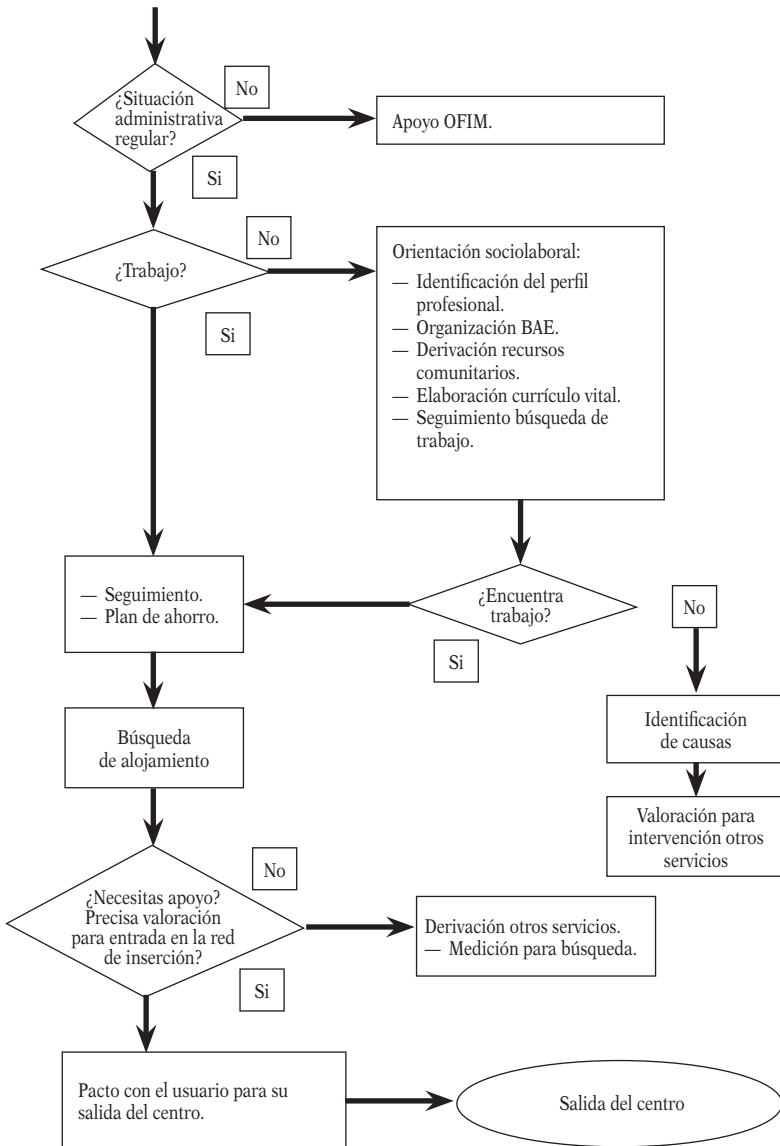 ¿Situación
administrativa
regular?
No
Apoyo OFIM.
Si
¿Trabajo?
No
Orientación sociolaboral:
— Identificación del perfil
profesional.
— Organización BAE.
— Derivación recursos
comunitarios.
— Elaboración currículo vital.
— Seguimiento búsqueda de
trabajo.
Si
— Seguimiento.
— Plan de ahorro.
¿Encuentra
trabajo?
No
Si
Identificación
de causas
Búsqueda
de alojamiento
Valoración para
intervención otros
servicios
¿Necesitas apoyo?
Precisa valoración
para entrada en la red
de inserción?
No
Derivación otros servicios.
— Medición para búsqueda.
Si
Pacto con el usuario para su
salida del centro.
Salida del centro